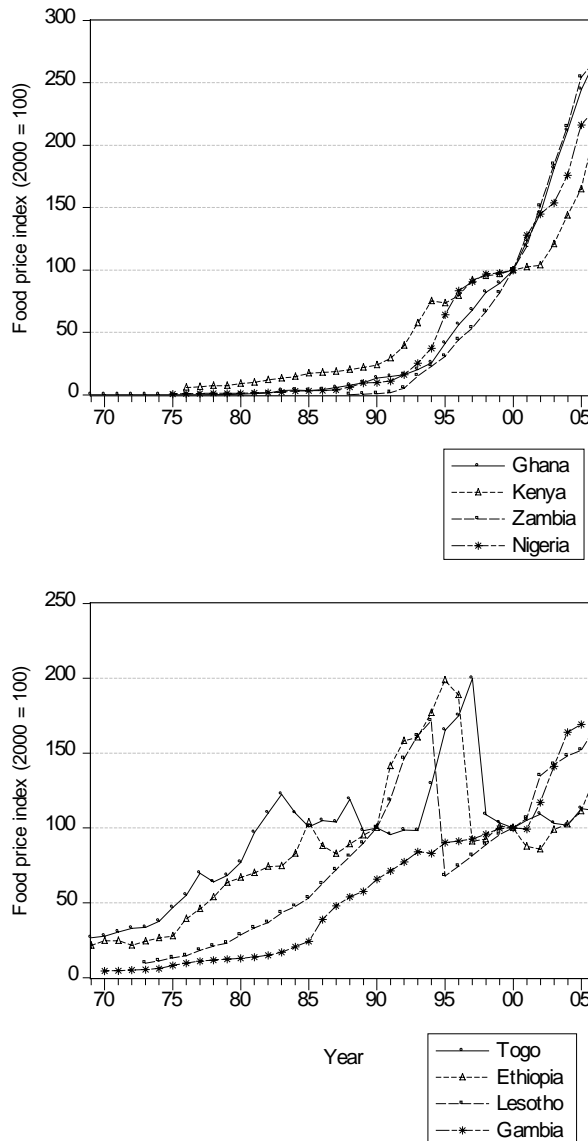 300
250
200
150
100
50
0
Food price index (2000 = 100)
70 75 80 85 90 95 00 05
Ghana
Kenya
Zambia
Nigeria
250
200
150
100
50
0
Food price index (2000 = 100)
70 75 80 85 90 95 00 05
Year
Togo
Ethiopia
Lesotho
Gambia